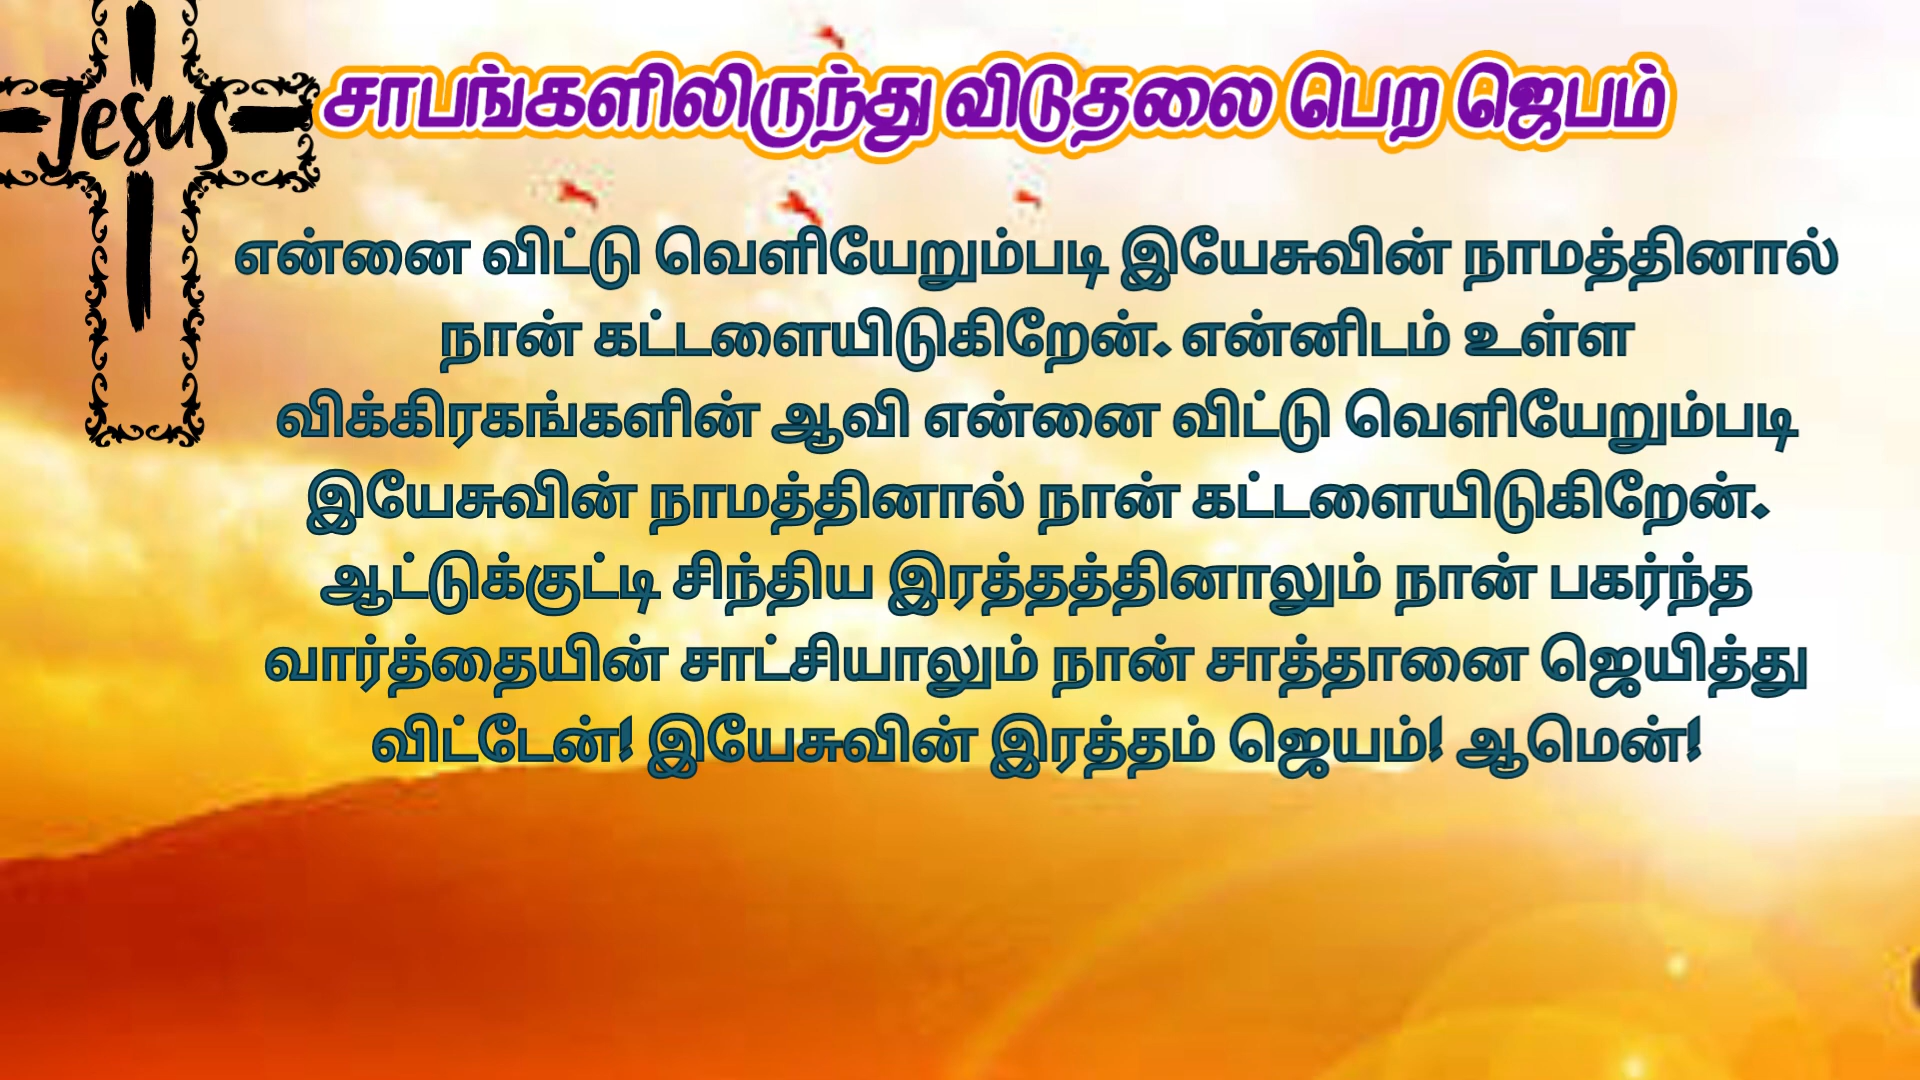 Jesus
சாபங்களிலிருந்து விடுதலை பெற ஜெபம்
என்னை விட்டு வெளியேறும்படி இயேசுவின் நாமத்தினால்
நான் கட்டளையிடுகிறேன். என்னிடம் உள்ள
விக்கிரகங்களின் ஆவி என்னை விட்டு வெளியேறும்படி
இயேசுவின் நாமத்தினால் நான் கட்டளையிடுகிறேன்.
ஆட்டுக்குட்டி சிந்திய இரத்தத்தினாலும் நான் பகர்ந்த
வார்த்தையின் சாட்சியாலும் நான் சாத்தானை ஜெயித்து
விட்டேன்! இயேசுவின் இரத்தம் ஜெயம்! ஆமென்!